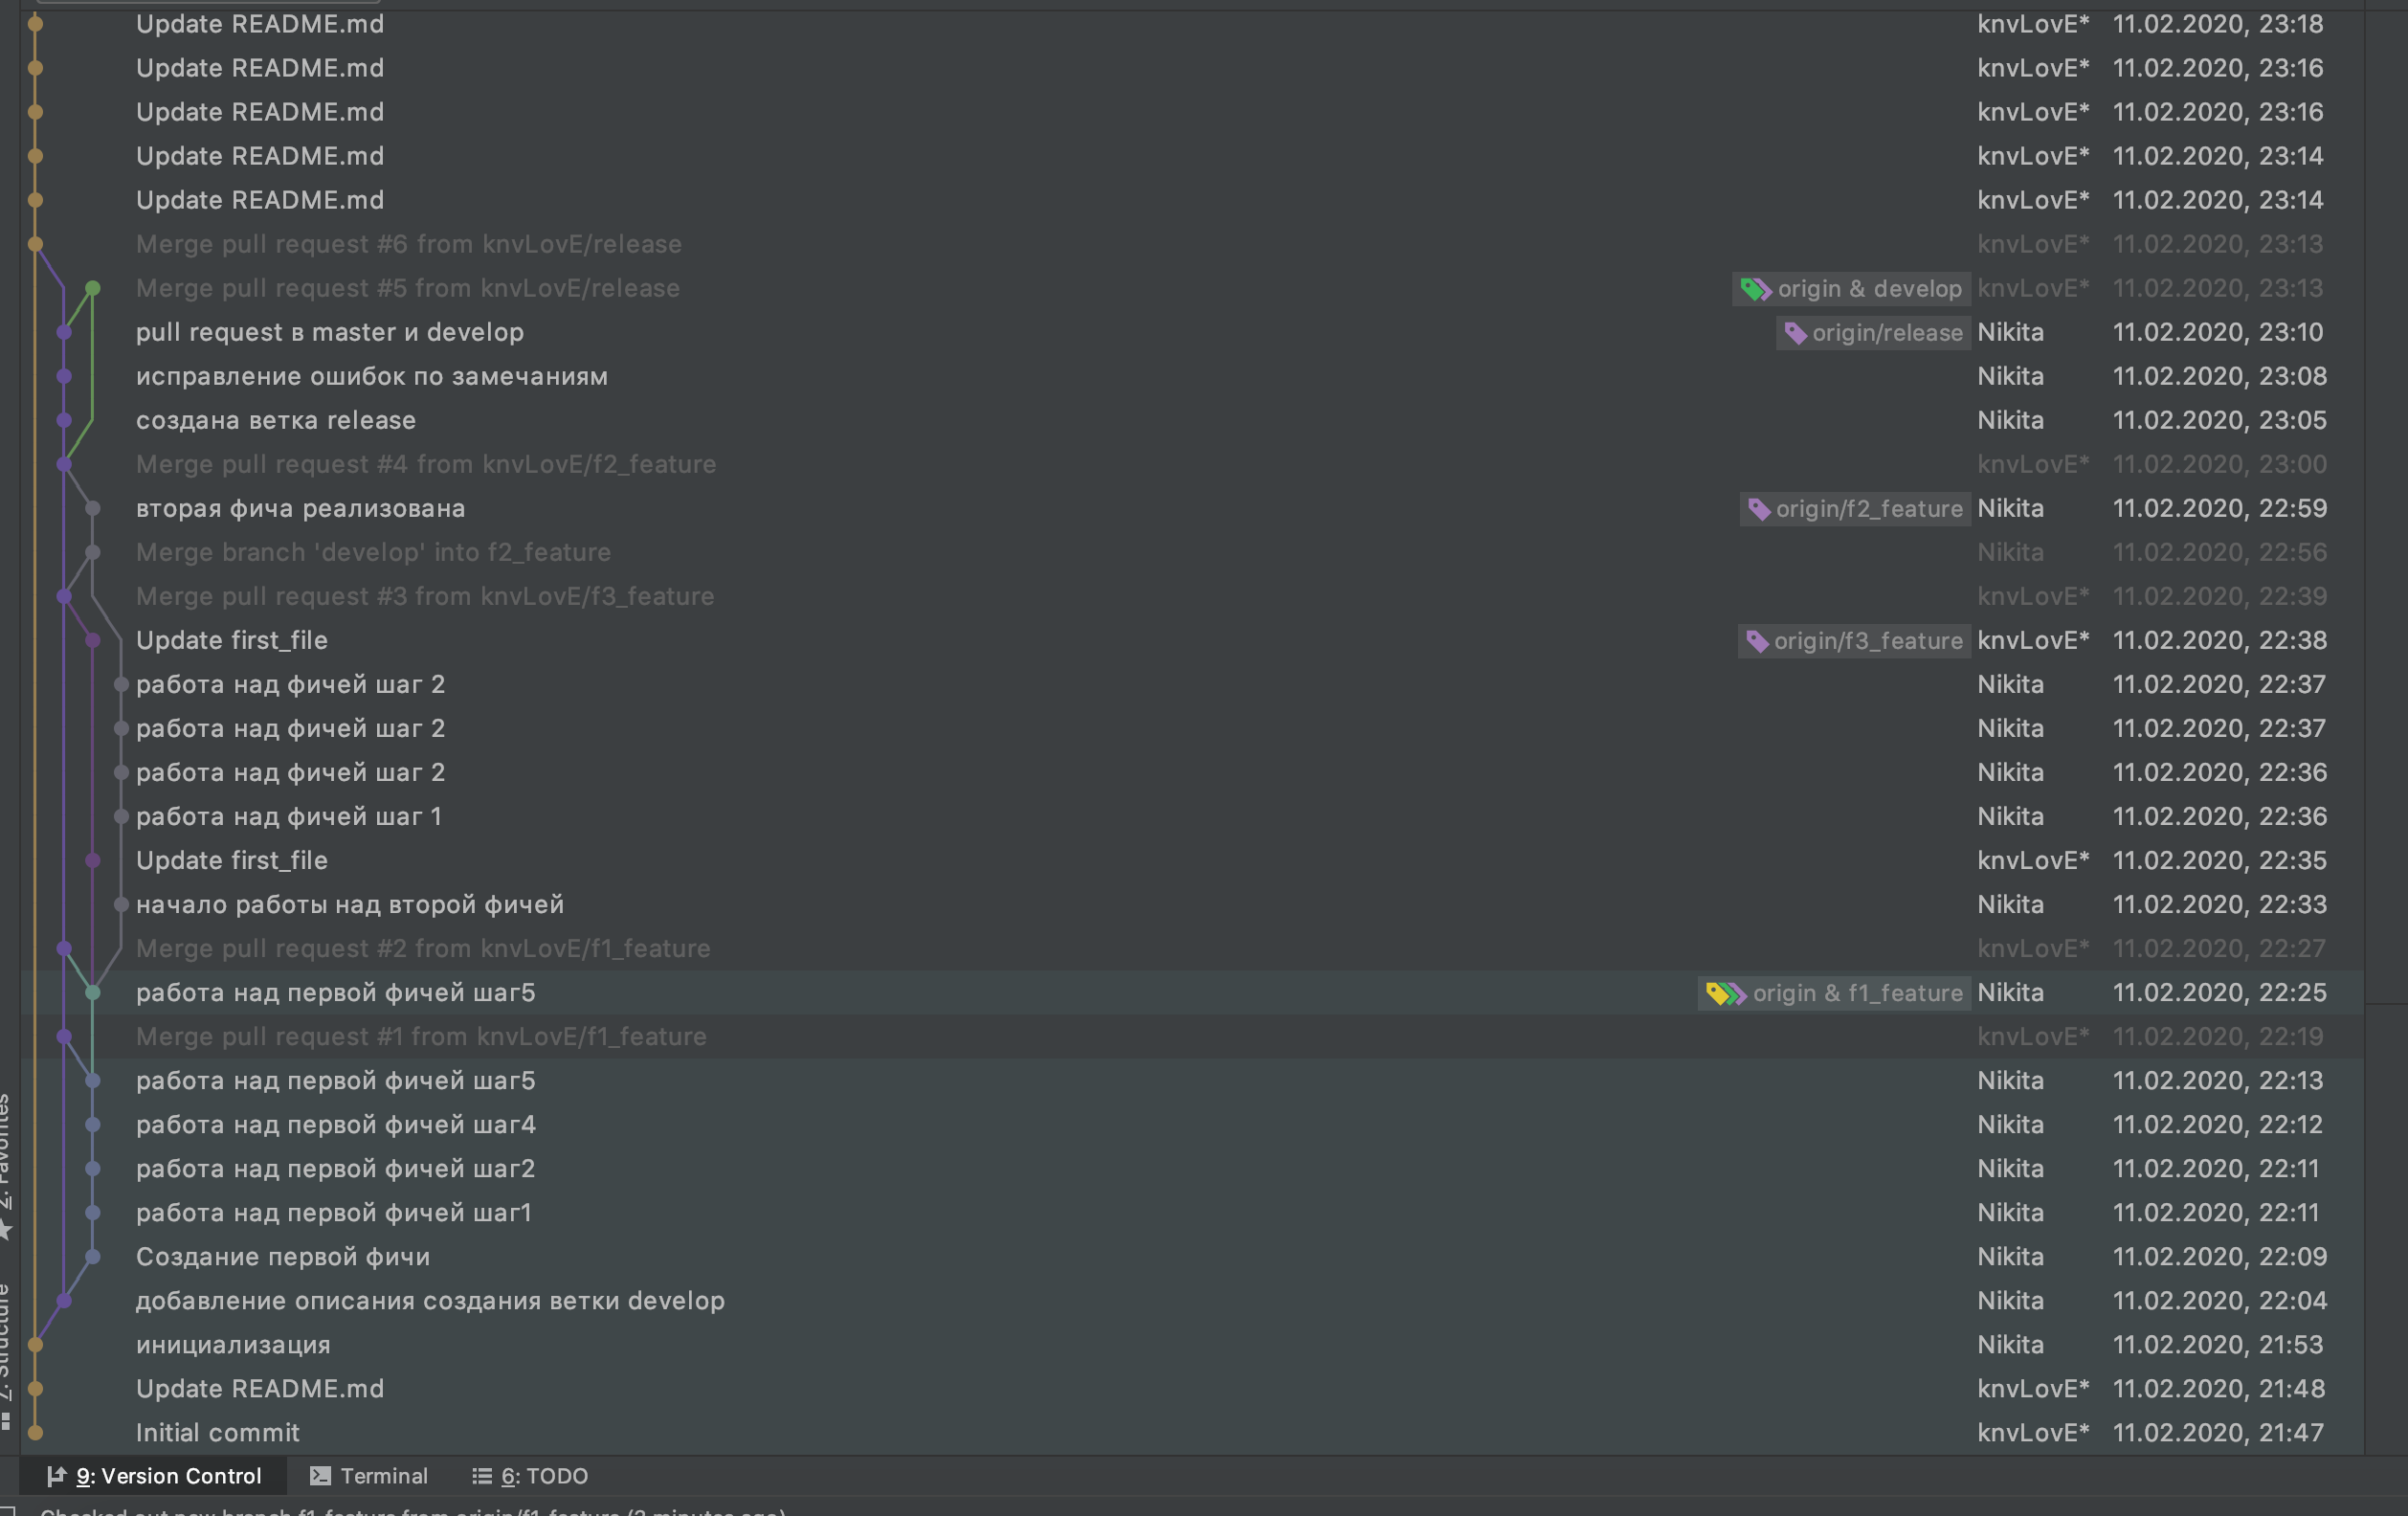 Update README.md knvLovE* 11.02.2020, 23:18
Update README.md knvLovE* 11.02.2020, 23:16
Update README.md knvLovE* 11.02.2020, 23:16
Update README.md knvLovE* 11.02.2020, 23:14
Update README.md knvLovE* 11.02.2020, 23:14
Merge pull request #6 from knvLovE/release knvLovE* 11.02.2020, 23:13
Merge pull request #5 from knvLovE/release origin & develop knvLovE* 11.02.2020, 23:13
pull request в master и develop origin/release Nikita 11.02.2020, 23:10
исправление ошибок по замечаниям Nikita 11.02.2020, 23:08
создана ветка release Nikita 11.02.2020, 23:05
Merge pull request #4 from knvLovE/f2_feature knvLovE* 11.02.2020, 23:00
вторая фича реализована origin/f2_feature Nikita 11.02.2020, 22:59
Merge branch 'develop' into f2_feature Nikita 11.02.2020, 22:56
Merge pull request #3 from knvLovE/f3_feature knvLovE* 11.02.2020, 22:39
Update first_file origin/f3_feature knvLovE* 11.02.2020, 22:38
работа над фичей шаг 2 Nikita 11.02.2020, 22:37
работа над фичей шаг 2 Nikita 11.02.2020, 22:37
работа над фичей шаг 2 Nikita 11.02.2020, 22:36
работа над фичей шаг 1 Nikita 11.02.2020, 22:36
Update first_file knvLovE* 11.02.2020, 22:35
начало работы над второй фичей Nikita 11.02.2020, 22:33
Merge pull request #2 from knvLovE/f1_feature knvLovE* 11.02.2020, 22:27
работа над первой фичей шаг5 origin & f1_feature Nikita 11.02.2020, 22:25
Merge pull request #1 from knvLovE/f1_feature knvLovE* 11.02.2020, 22:19
работа над первой фичей шаг5 Nikita 11.02.2020, 22:13
работа над первой фичей шаг4 Nikita 11.02.2020, 22:12
работа над первой фичей шаг2 Nikita 11.02.2020, 22:11
работа над первой фичей шаг1 Nikita 11.02.2020, 22:11
Создание первой фичи Nikita 11.02.2020, 22:09
добавление описания создания ветки develop Nikita 11.02.2020, 22:04
инициализация Nikita 11.02.2020, 21:53
Update README.md knvLovE* 11.02.2020, 21:48
Initial commit knvLovE* 11.02.2020, 21:47
2: Favorites
7: Structure
9: Version Control Terminal 6: TODO
Checked out new branch f1_feature from origin/f1_feature (2 minutes ago)